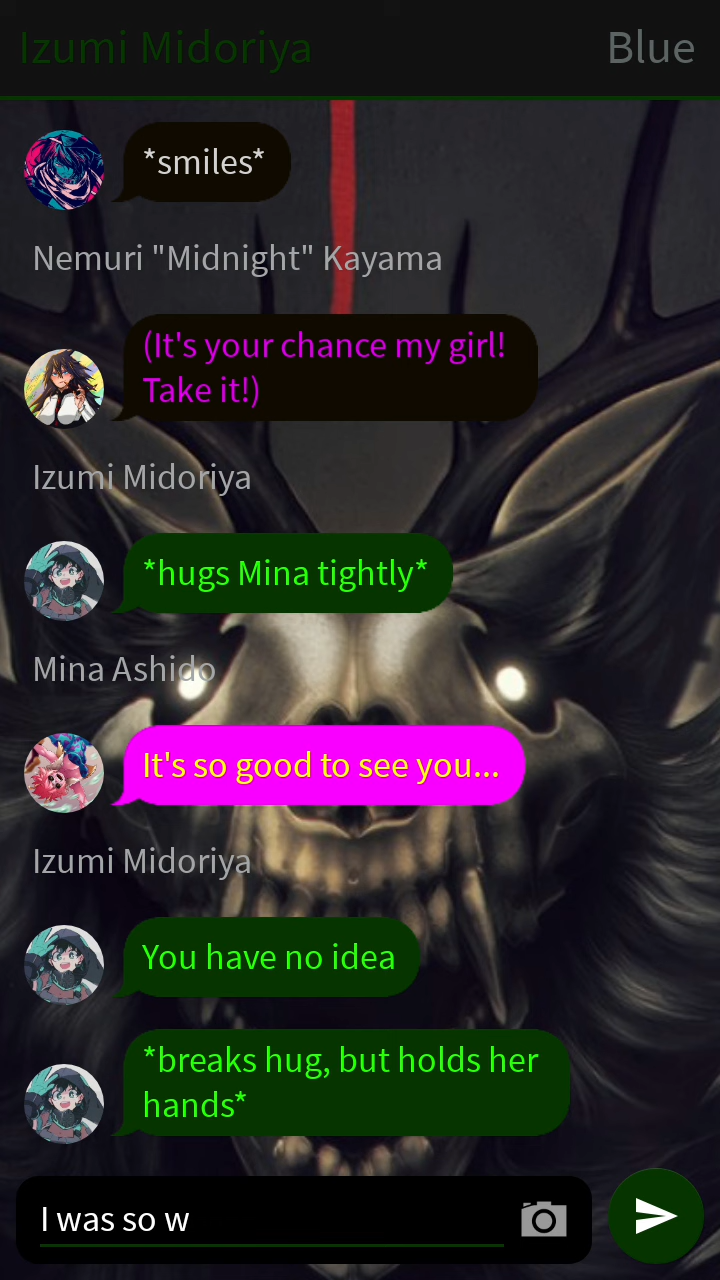 Izumi Midoriya Blue
*smiles*
Nemuri "Midnight" Kayama
(It's your chance my girl!
Take it!)
Izumi Midoriya
*hugs Mina tightly*
Mina Ashido
It's so good to see you...
Izumi Midoriya
You have no idea
*breaks hug, but holds her
hands*
I was so w